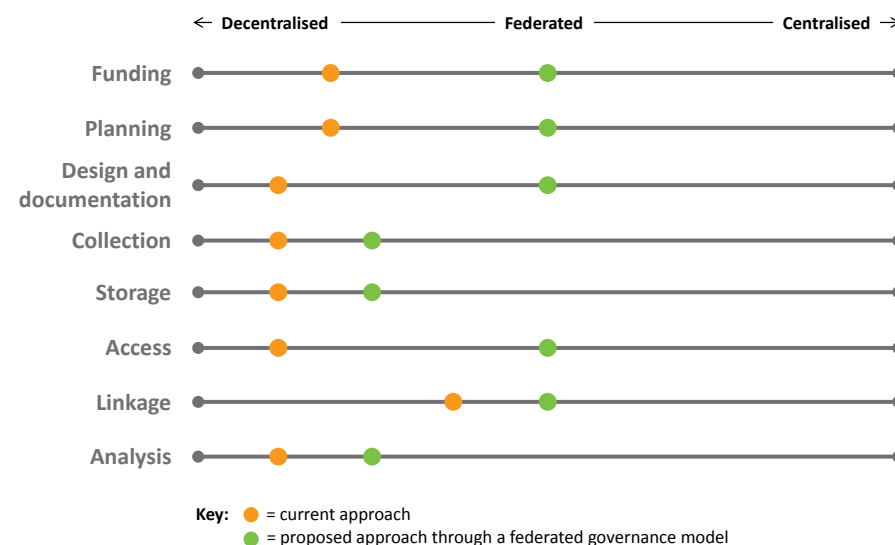 ← Decentralised Federated Centralised →
Funding
Planning
Design and
documentation
Collection
Storage
Access
Linkage
Analysis
Key: = current approach
= proposed approach through a federated governance model